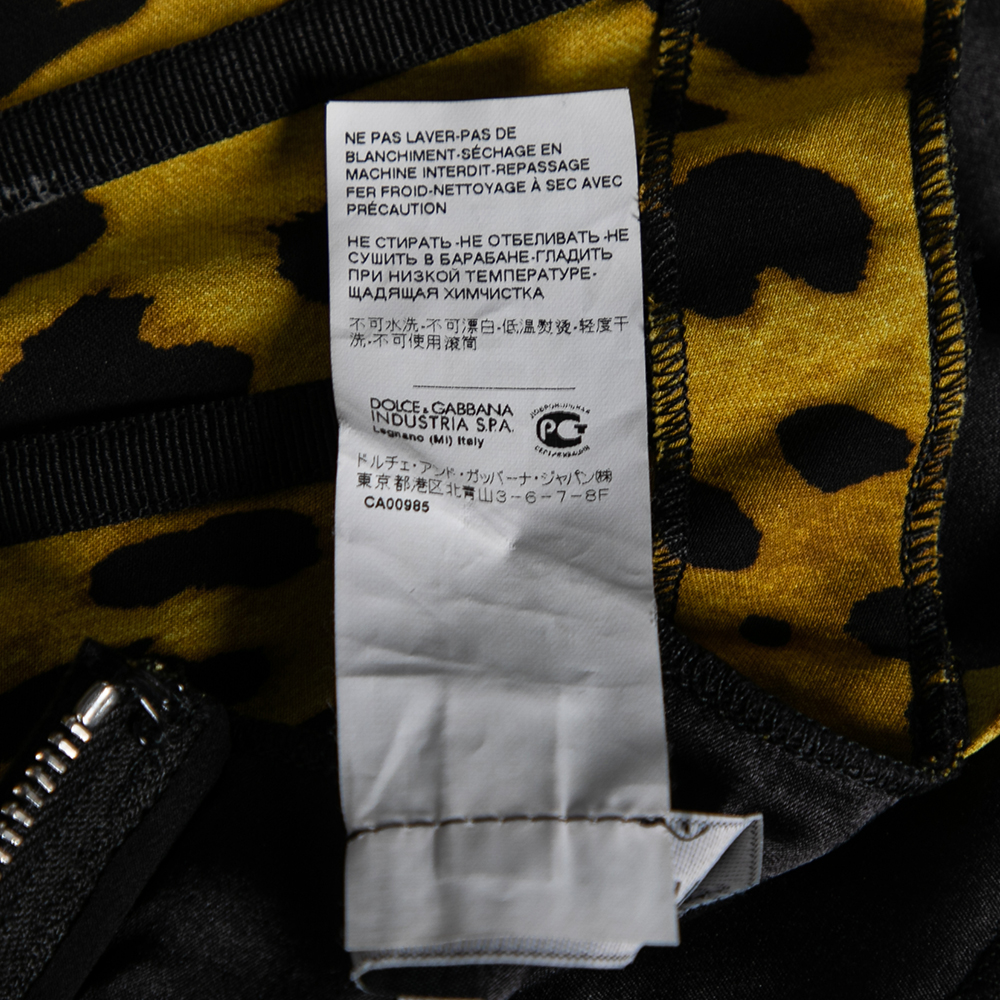 NE PAS LAVER-PAS DE
BLANCHIMENT-SÉCHAGE EN
MACHINE INTERDIT-REPASSAGE
FER FROID-NETTOYAGE À SEC AVEC
PRÉCAUTION
НЕ СТИРАТЬ-НЕ ОТБЕЛИВАТЬ-НЕ
СУШИТЬ В БАРАБАНЕ-ГЛАДИТЬ
ПРИ НИЗКОЙ ТЕМПЕРАТУРЕ-
ЩАДЯЩАЯ ХИМЧИСТКА
不可水洗-不可漂白-低温熨烫-轻度干
洗-不可使用滚筒
DOLCE & GABBANA
INDUSTRIA S.P.A.
Legnano (MI) Italy
ДОБРОВОЛЬНАЯ
РСТ
СЕРТИФИКАЦИЯ
ドルチェ・アンド・ガッバーナ・ジャパン㈱
東京都港区北青山3-6-7-8F
CA00985